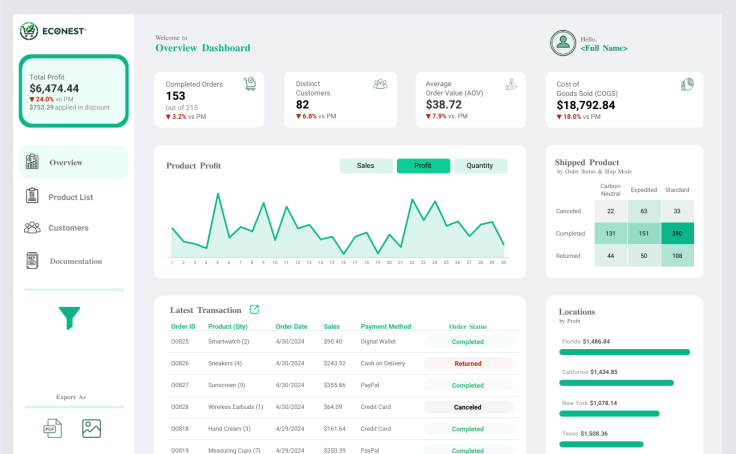 ECONEST
Total Profit
$6,474.44
▼ 24.0% vs PM
$753.29 applied in discount
Overview
Product List
Customers
Documentation
Export As
PDF
Welcome to
Overview Dashboard
Hello,
<Full Name>
Completed Orders
153
out of 215
▼ 3.2% vs PM
Distinct
Customers
82
▼ 6.8% vs PM
Average
Order Value (AOV)
$38.72
▼ 7.9% vs. PM
Cost of
Goods Sold (COGS)
$18,792.84
▼ 18.0% vs PM
Product Profit
Sales Profit Quantity
1 2 3 4 5 6 7 8 9 10 11 12 13 14 15 16 17 18 19 20 21 22 23 24 25 26 27 28 29 30
Shipped Product
by Order Status & Ship Mode
Carbon-Neutral Expedited Standard
Canceled 22 63 33
Completed 131 151 390
Returned 44 50 108
Latest Transaction
Order ID Product (Qty) Order Date Sales Payment Method Order Status
O0825 Smartwatch (2) 4/30/2024 $90.40 Digital Wallet Completed
O0826 Sneakers (4) 4/30/2024 $243.92 Cash on Delivery Returned
O0827 Sunscreen (9) 4/30/2024 $355.86 PayPal Completed
O0828 Wireless Earbuds (1) 4/30/2024 $64.09 Credit Card Canceled
O0818 Hand Cream (3) 4/29/2024 $161.64 Credit Card Completed
O0819 Measuring Cups (7) 4/29/2024 $250.39 PayPal Completed
Locations
by Profit
Florida $1,486.84
California $1,434.85
New York $1,078.14
Texas $1,508.36